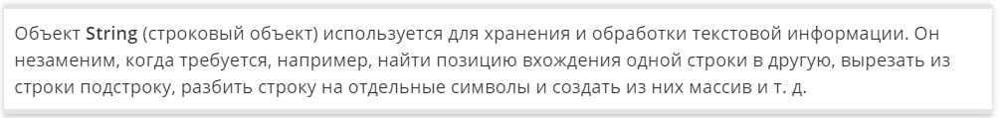 Объект String (строковый объект) используется для хранения и обработки текстовой информации. Он
незаменим, когда требуется, например, найти позицию вхождения одной строки в другую, вырезать из
строки подстроку, разбить строку на отдельные символы и создать из них массив и т. д.